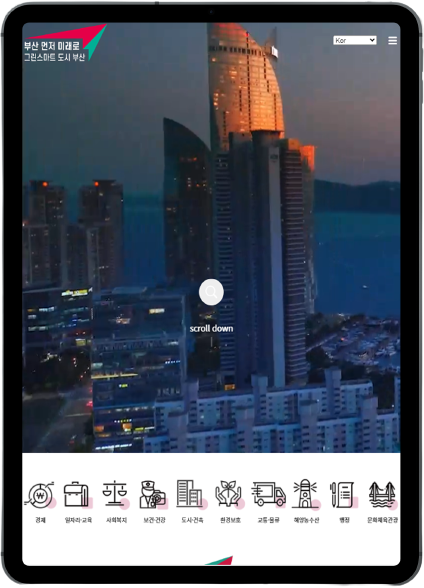 부산 먼저 미래로
그린스마트 도시 부산
Kor
scroll down
경제
일자리·교육
사회복지
보건·건강
도시·건축
환경보호
교통·물류
해양농수산
행정
문화체육관광